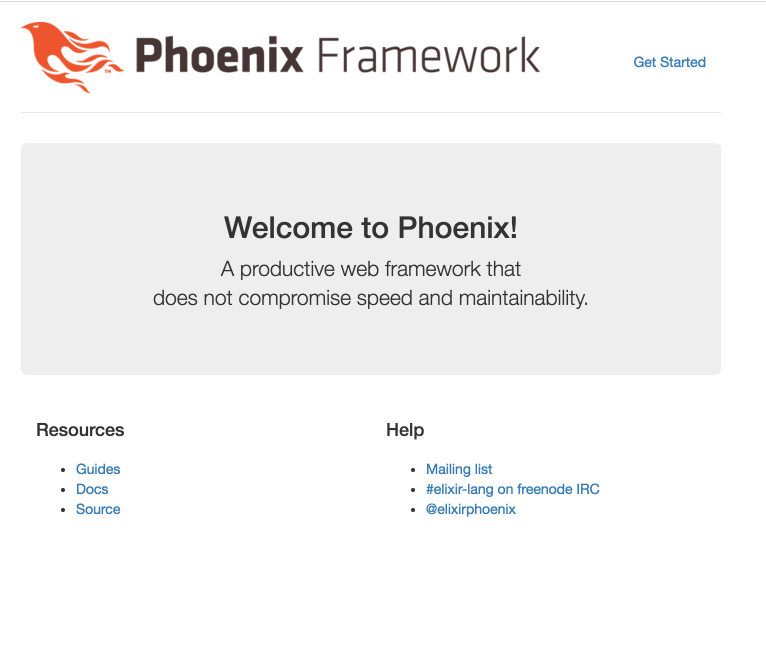 Phoenix Framework
Get Started
Welcome to Phoenix!
A productive web framework that
does not compromise speed and maintainability.
Resources
Guides
Docs
Source
Help
Mailing list
#elixir-lang on freenode IRC
@elixirphoenix